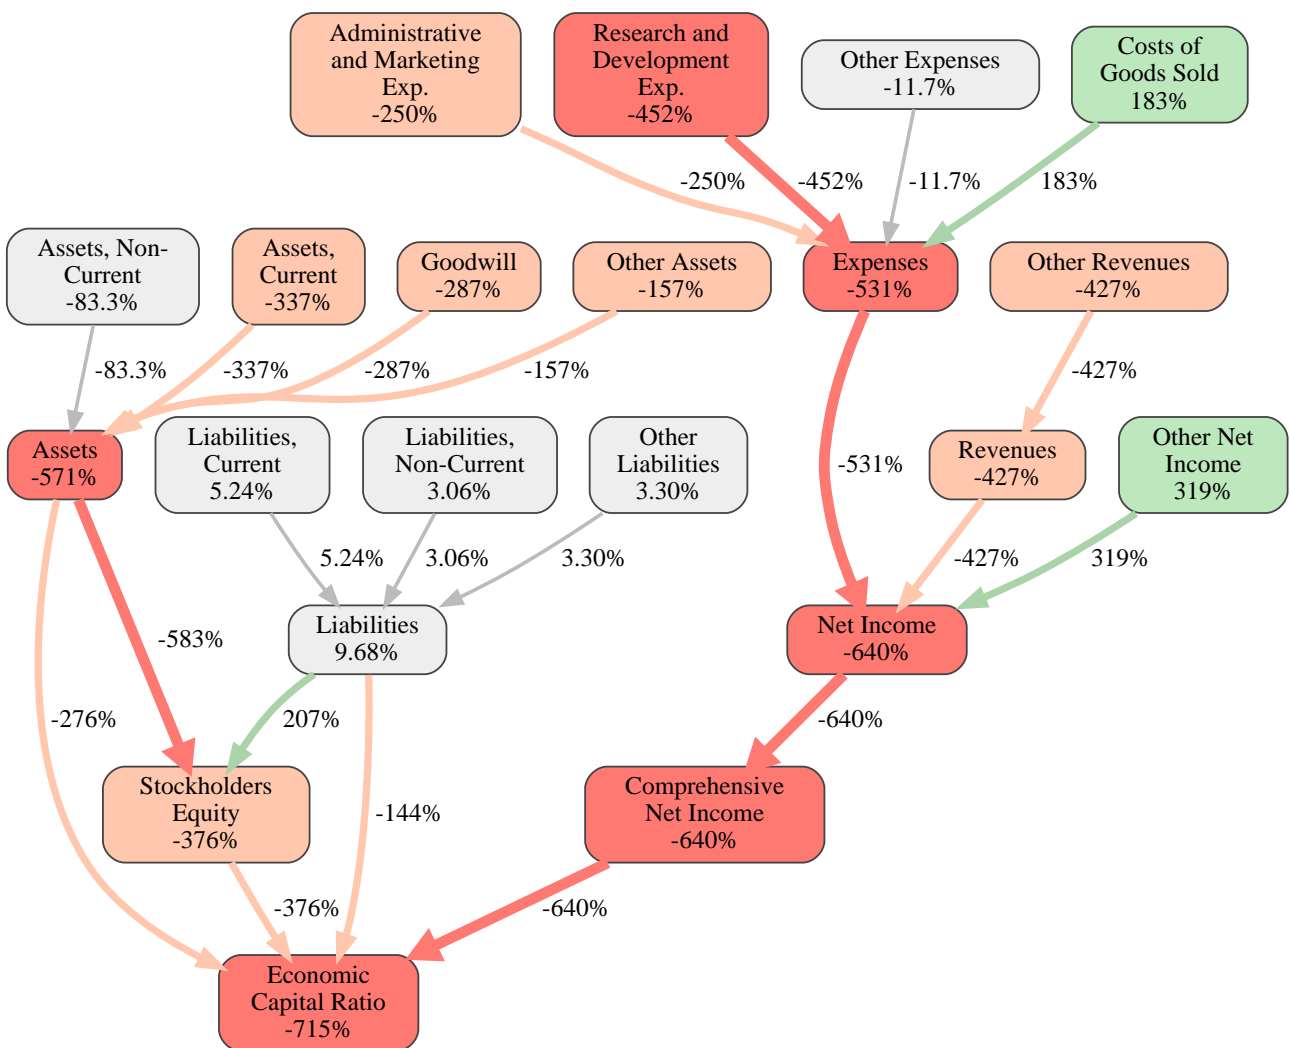 Administrative
and Marketing
Exp.
-250%
Research and
Development
Exp.
-452%
Other Expenses
-11.7%
Costs of
Goods Sold
183%
-250%
-452%
-11.7%
183%
Assets, Non-
Current
-83.3%
Assets,
Current
-337%
Goodwill
-287%
Other Assets
-157%
Expenses
-531%
Other Revenues
-427%
-83.3%
-337%
-287%
-157%
-427%
Assets
-571%
Liabilities,
Current
5.24%
Liabilities,
Non-Current
3.06%
Other
Liabilities
3.30%
-531%
Revenues
-427%
Other Net
Income
319%
5.24%
3.06%
3.30%
-427%
319%
-583%
Liabilities
9.68%
Net Income
-640%
-276%
207%
-640%
Stockholders
Equity
-376%
-144%
Comprehensive
Net Income
-640%
-376%
-640%
Economic
Capital Ratio
-715%